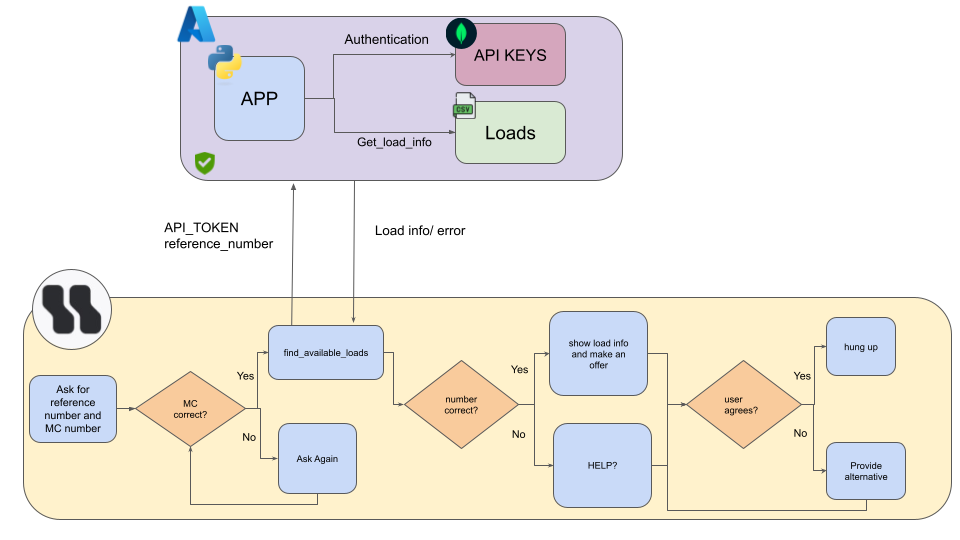 Authentication
API KEYS
APP
CSV
Loads
Get_load_info
API_TOKEN
reference_number
Load info/ error
Ask for
reference
number and
MC number
MC
correct?
Yes
No
find_available_loads
Ask Again
number
correct?
Yes
No
show load info
and make an
offer
HELP?
user
agrees?
Yes
No
hung up
Provide
alternative